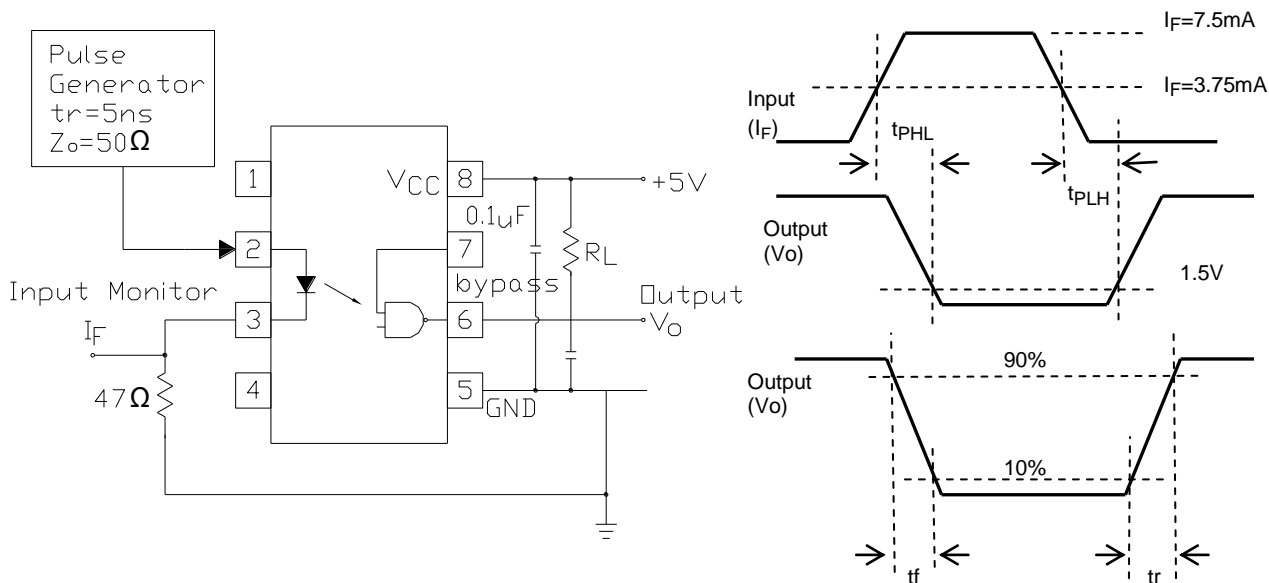 Pulse
Generator
tr=5ns
Zo=50Ω
1
2
3
4
VCC
8
7
6
5
+5V
0.1uF
RL
bypass
Output
Vo
GND
Input Monitor
IF
47Ω
IF=7.5mA
IF=3.75mA
Input
(IF)
tPHL
tPLH
Output
(Vo)
1.5V
Output
(Vo)
90%
10%
tf
tr